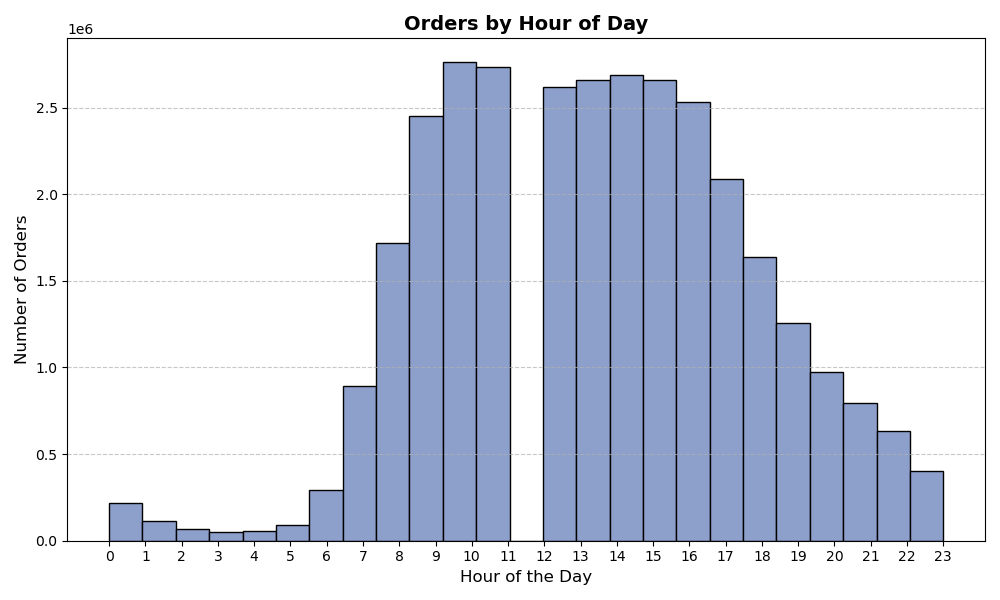 Orders by Hour of Day
1e6
2.5
2.0
1.5
1.0
0.5
0.0
Number of Orders
0 1 2 3 4 5 6 7 8 9 10 11 12 13 14 15 16 17 18 19 20 21 22 23
Hour of the Day